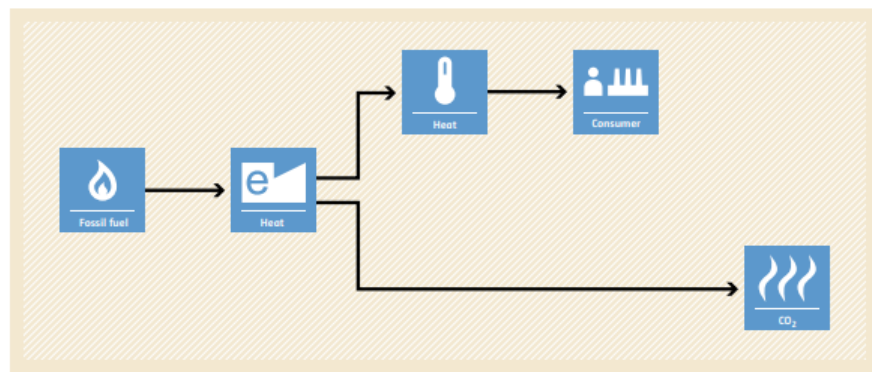 Heat
Consumer
Fossil fuel
e
Heat
CO₂